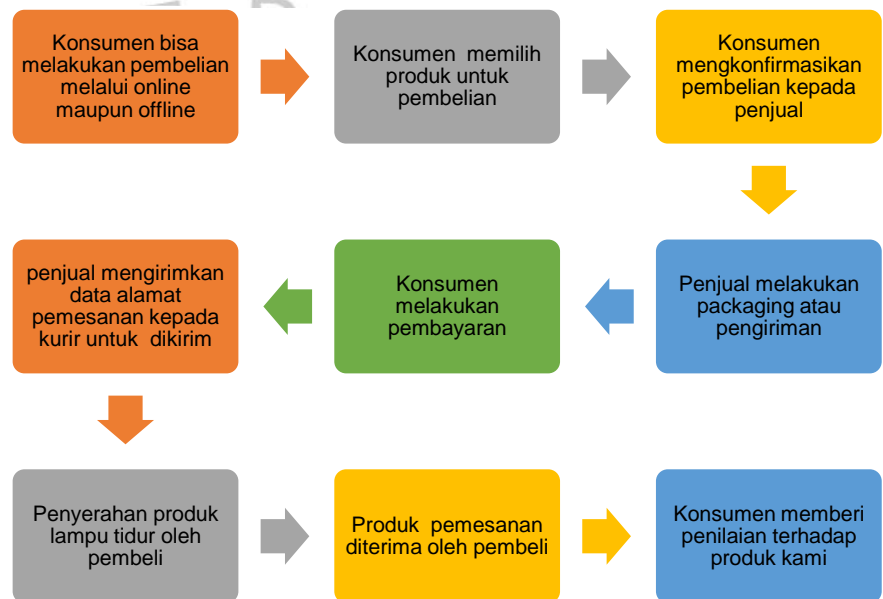 Konsumen bisa
melakukan pembelian
melalui online
maupun offline
Konsumen memilih
produk untuk
pembelian
Konsumen
mengkonfirmasikan
pembelian kepada
penjual
Penjual melakukan
packaging atau
pengiriman
Konsumen
melakukan
pembayaran
penjual mengirimkan
data alamat
pemesanan kepada
kurir untuk dikirim
Penyerahan produk
lampu tidur oleh
pembeli
Produk pemesanan
diterima oleh pembeli
Konsumen memberi
penilaian terhadap
produk kami